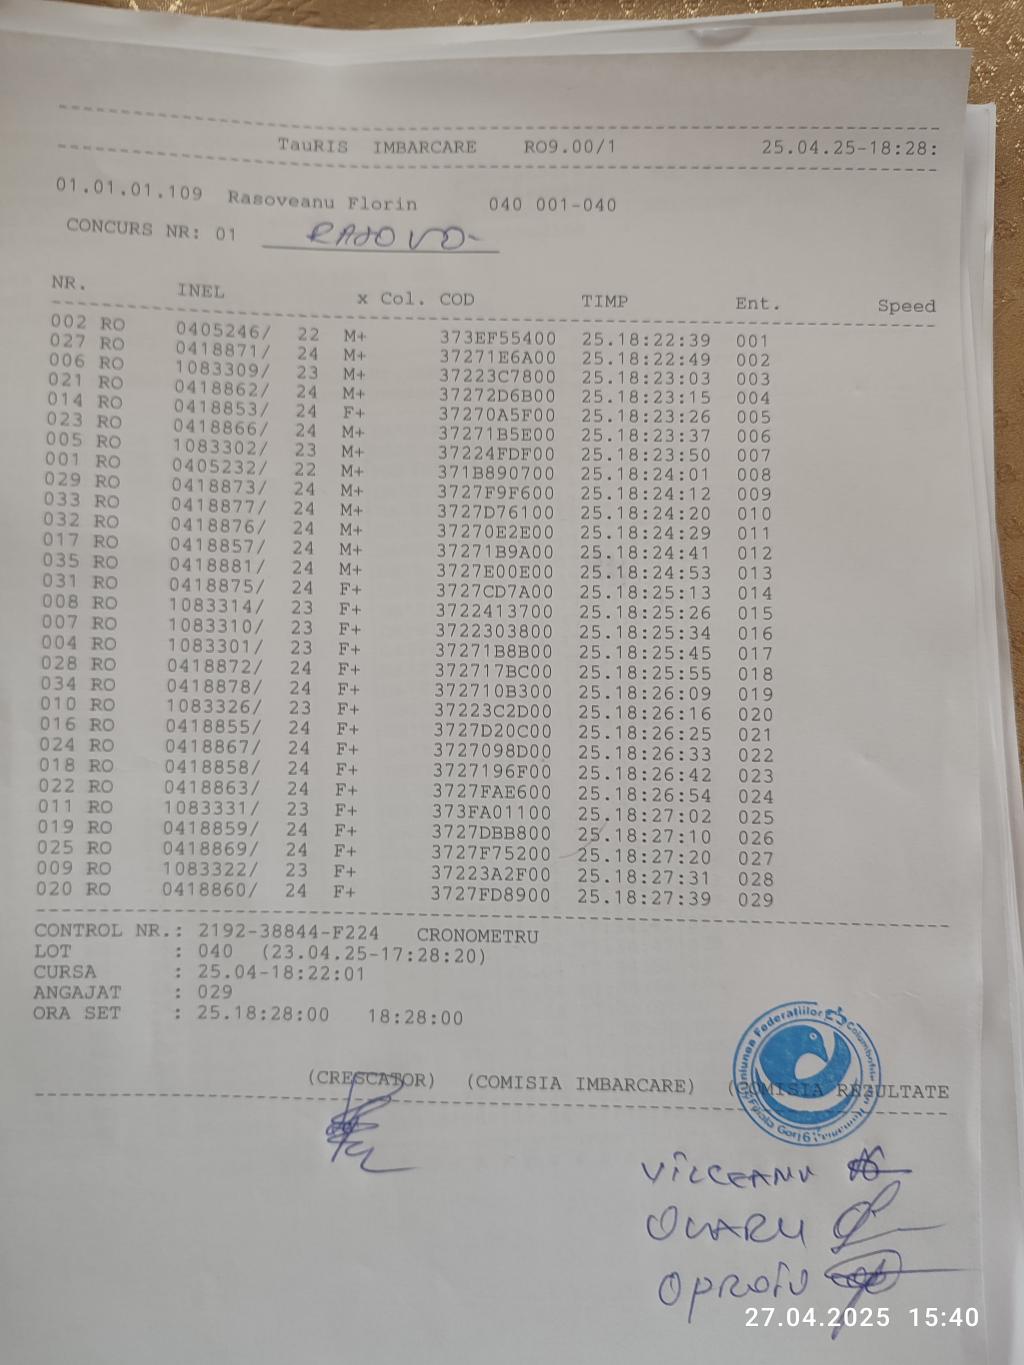 TauRIS IMBARCARE RO9.00/1 25.04.25-18:28:
01.01.01.109 Rasoveanu Florin 040 001-040
CONCURS NR: 01 RAJOVO-
NR. INEL x Col. COD TIMP Ent. Speed
002 RO 0405246/ 22 M+ 373EF55400 25.18:22:39 001
027 RO 0418871/ 24 M+ 37271E6A00 25.18:22:49 002
006 RO 1083309/ 23 M+ 37223C7800 25.18:23:03 003
021 RO 0418862/ 24 M+ 37272D6B00 25.18:23:15 004
014 RO 0418853/ 24 F+ 37270A5F00 25.18:23:26 005
023 RO 0418866/ 24 M+ 37271B5E00 25.18:23:37 006
005 RO 1083302/ 23 M+ 37224FDF00 25.18:23:50 007
001 RO 0405232/ 22 M+ 371B890700 25.18:24:01 008
029 RO 0418873/ 24 M+ 3727F9F600 25.18:24:12 009
033 RO 0418877/ 24 M+ 3727D76100 25.18:24:20 010
032 RO 0418876/ 24 M+ 37270E2E00 25.18:24:29 011
017 RO 0418857/ 24 M+ 37271B9A00 25.18:24:41 012
035 RO 0418881/ 24 M+ 3727E00E00 25.18:24:53 013
031 RO 0418875/ 24 F+ 3727CD7A00 25.18:25:13 014
008 RO 1083314/ 23 F+ 3722413700 25.18:25:26 015
007 RO 1083310/ 23 F+ 3722303800 25.18:25:34 016
004 RO 1083301/ 23 F+ 37271B8B00 25.18:25:45 017
028 RO 0418872/ 24 F+ 372717BC00 25.18:25:55 018
034 RO 0418878/ 24 F+ 372710B300 25.18:26:09 019
010 RO 1083326/ 23 F+ 37223C2D00 25.18:26:16 020
016 RO 0418855/ 24 F+ 3727D20C00 25.18:26:25 021
024 RO 0418867/ 24 F+ 3727098D00 25.18:26:33 022
018 RO 0418858/ 24 F+ 3727196F00 25.18:26:42 023
022 RO 0418863/ 24 F+ 3727FAE600 25.18:26:54 024
011 RO 1083331/ 23 F+ 373FA01100 25.18:27:02 025
019 RO 0418859/ 24 F+ 3727DBB800 25.18:27:10 026
025 RO 0418869/ 24 F+ 3727F75200 25.18:27:20 027
009 RO 1083322/ 23 F+ 37223A2F00 25.18:27:31 028
020 RO 0418860/ 24 F+ 3727FD8900 25.18:27:39 029
CONTROL NR.: 2192-38844-F224 CRONOMETRU
LOT : 040 (23.04.25-17:28:20)
CURSA : 25.04-18:22:01
ANGAJAT : 029
ORA SET : 25.18:28:00 18:28:00
(CRESCATOR) (COMISIA IMBARCARE) (COMISIA REZULTATE
Uniunea Federatiilor Columbofile din
Filiala Gorj 6
VÎLCEANU
OLARU
OPROIU
27.04.2025 15:40